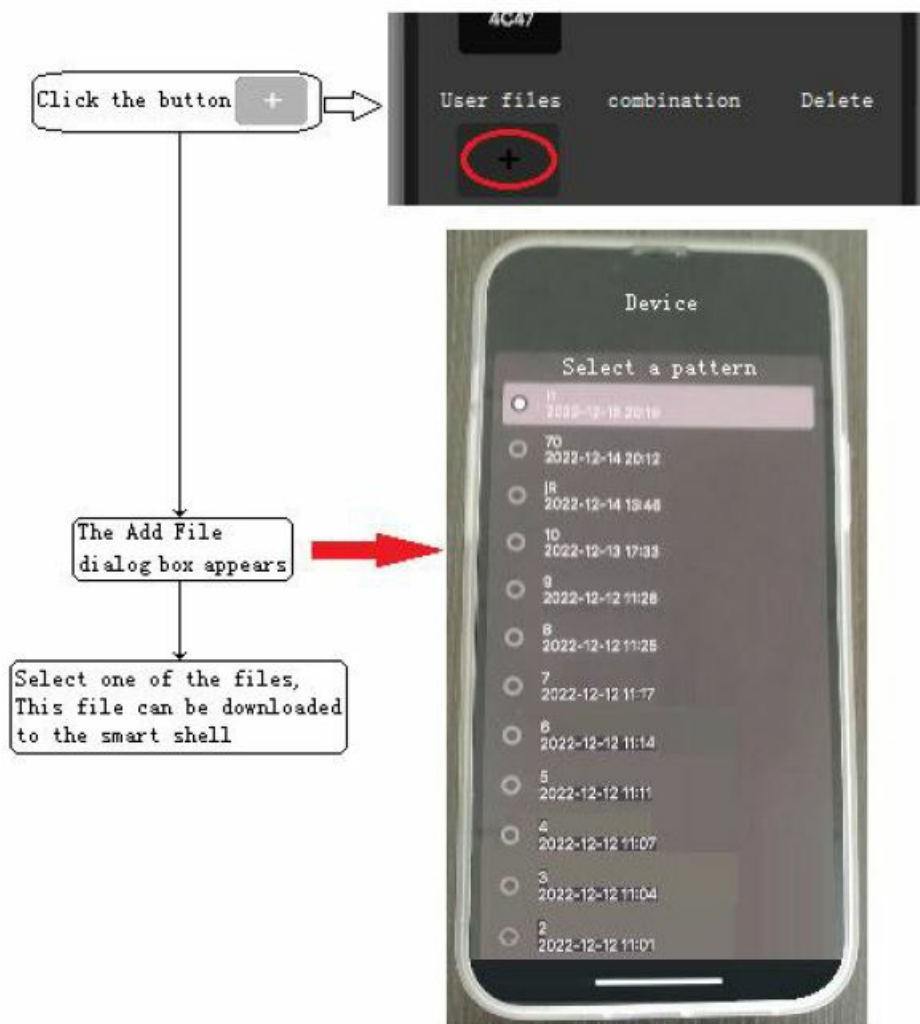 4C47
Click the button +
User files combination Delete
+
Device
Select a pattern
70
2022-12-14 20:12
|R
2022-12-14 13:46
10
2022-12-13 17:33
9
2022-12-12 11:28
8
2022-12-12 11:25
7
2022-12-12 11:17
6
2022-12-12 11:14
5
2022-12-12 11:11
4
2022-12-12 11:07
3
2022-12-12 11:04
2
2022-12-12 11:01
The Add File
dialog box appears
Select one of the files,
This file can be downloaded
to the smart shell